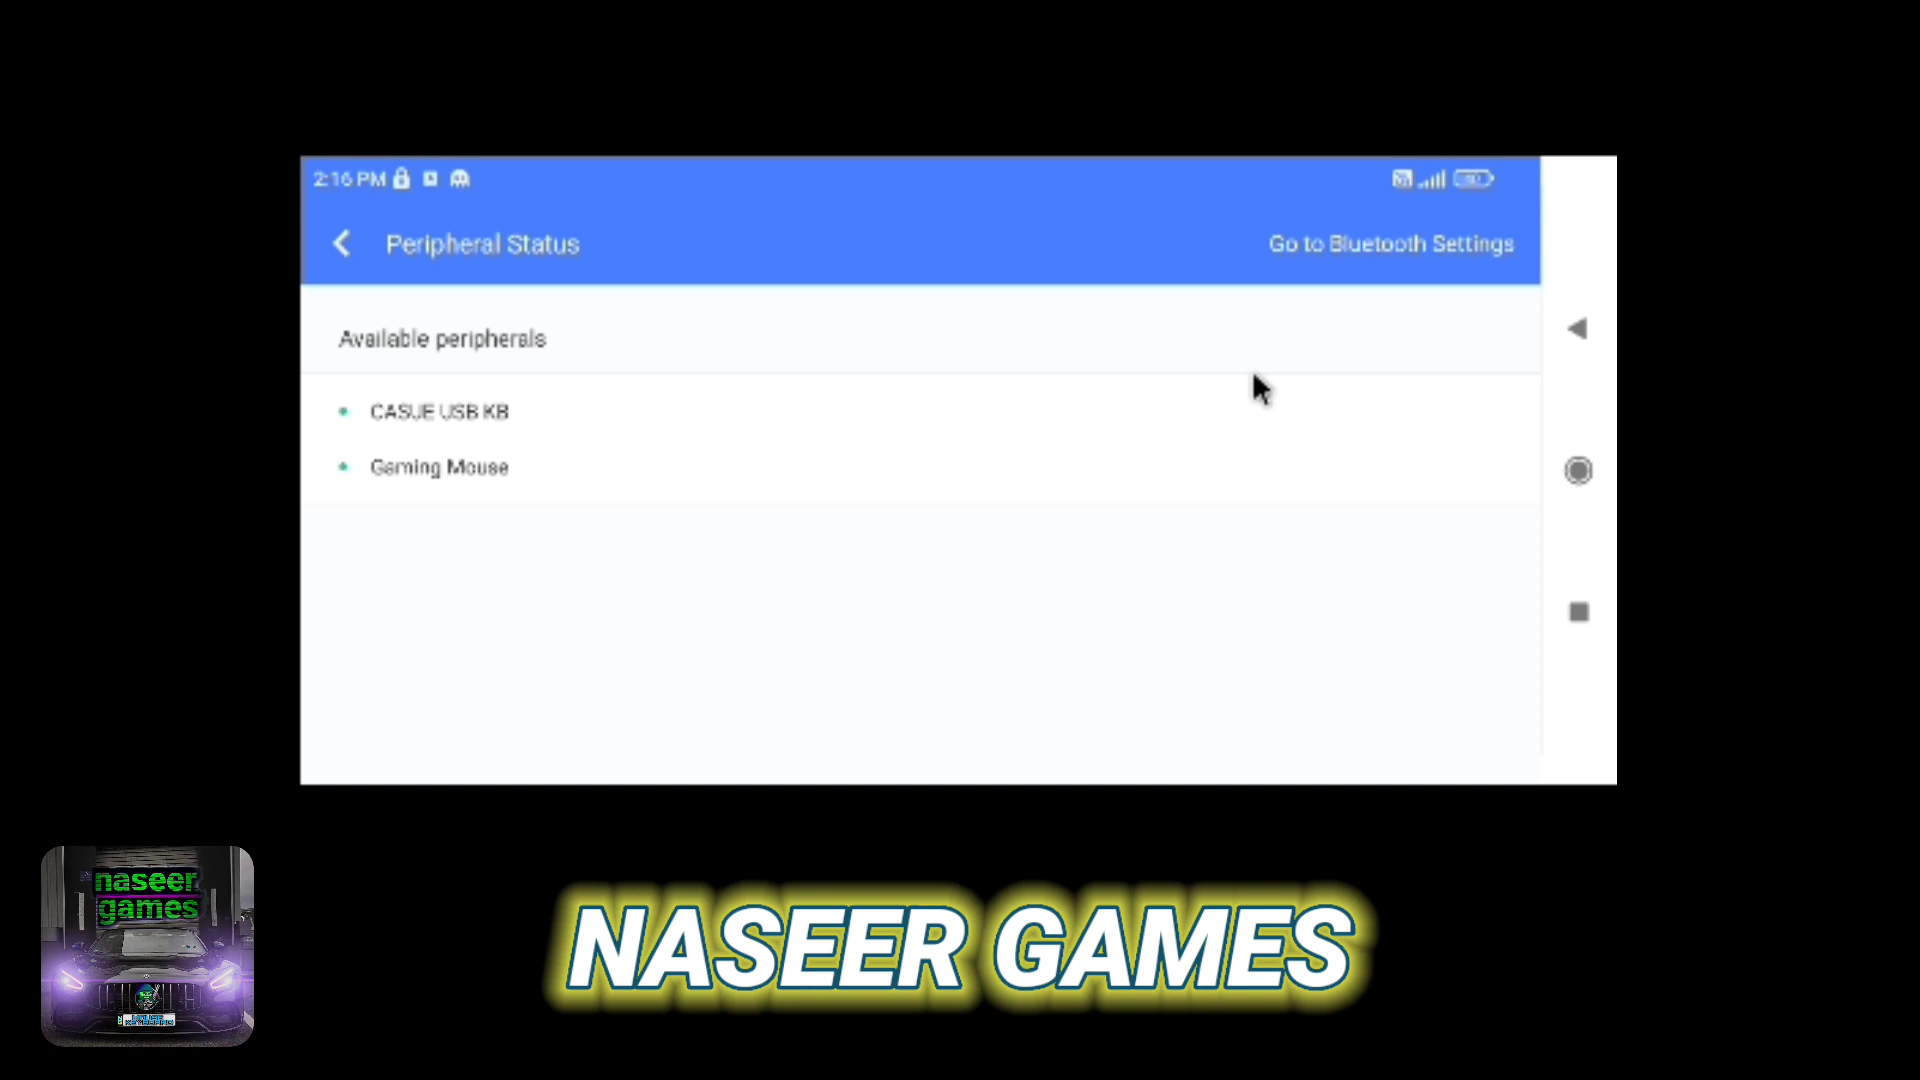 2:16 PM
Peripheral Status
Go to Bluetooth Settings
Available peripherals
CASUE USB KB
Gaming Mouse
naseer
games
NASEER GAMES